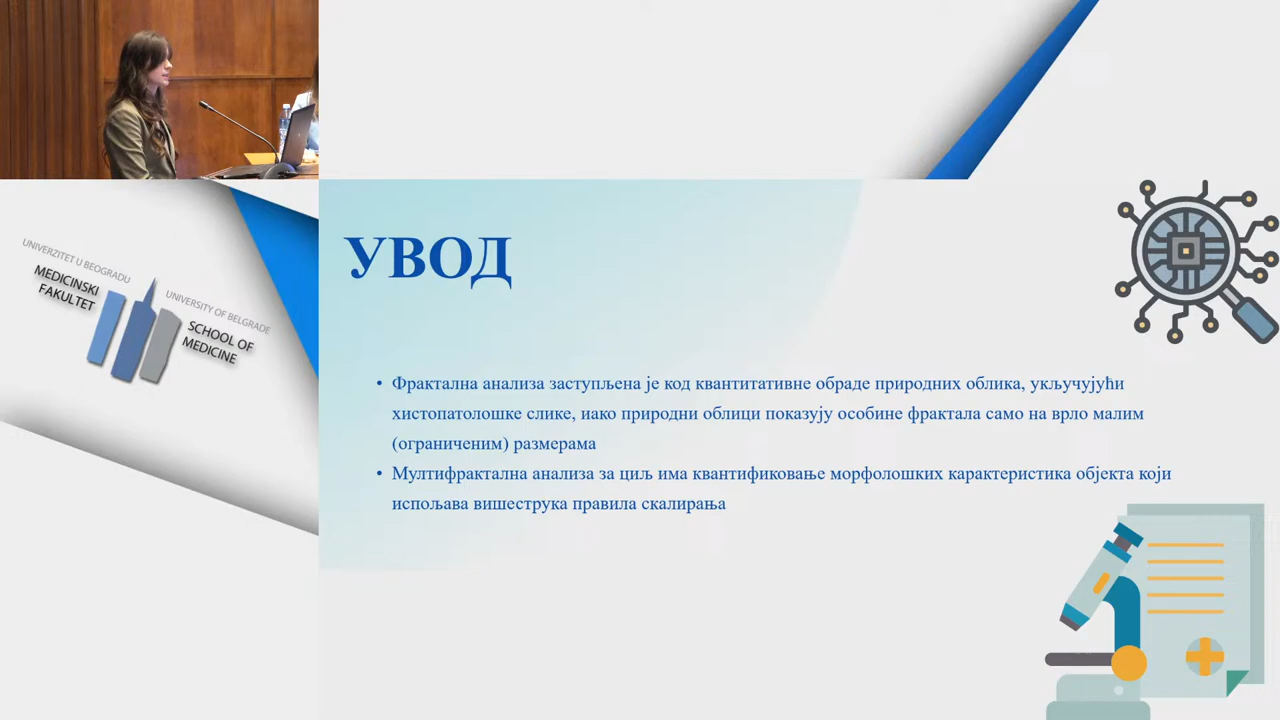 UNIVERZITET U BEOGRADU
MEDICINSKI
FAKULTET
UNIVERSITY OF BELGRADE
SCHOOL OF
MEDICINE
УВОД
• Фрактална анализа заступљена је код квантитативне обраде природних облика, укључујући
хистопатолошке слике, иако природни облици показују особине фрактала само на врло малим
(ограниченим) размерама
• Мултифрактална анализа за циљ има квантификовање морфолошких карактеристика објекта који
испољава вишеструка правила скалирања